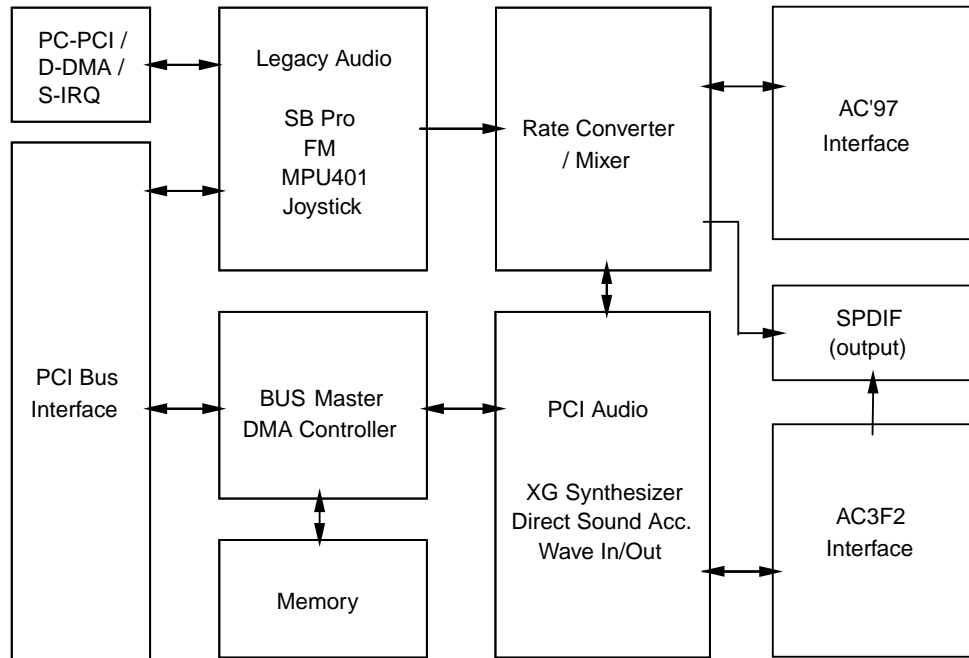 PC-PCI /
D-DMA /
S-IRQ
Legacy Audio
SB Pro
FM
MPU401
Joystick
Rate Converter
/ Mixer
AC'97
Interface
SPDIF
(output)
PCI Bus
Interface
BUS Master
DMA Controller
PCI Audio
XG Synthesizer
Direct Sound Acc.
Wave In/Out
AC3F2
Interface
Memory